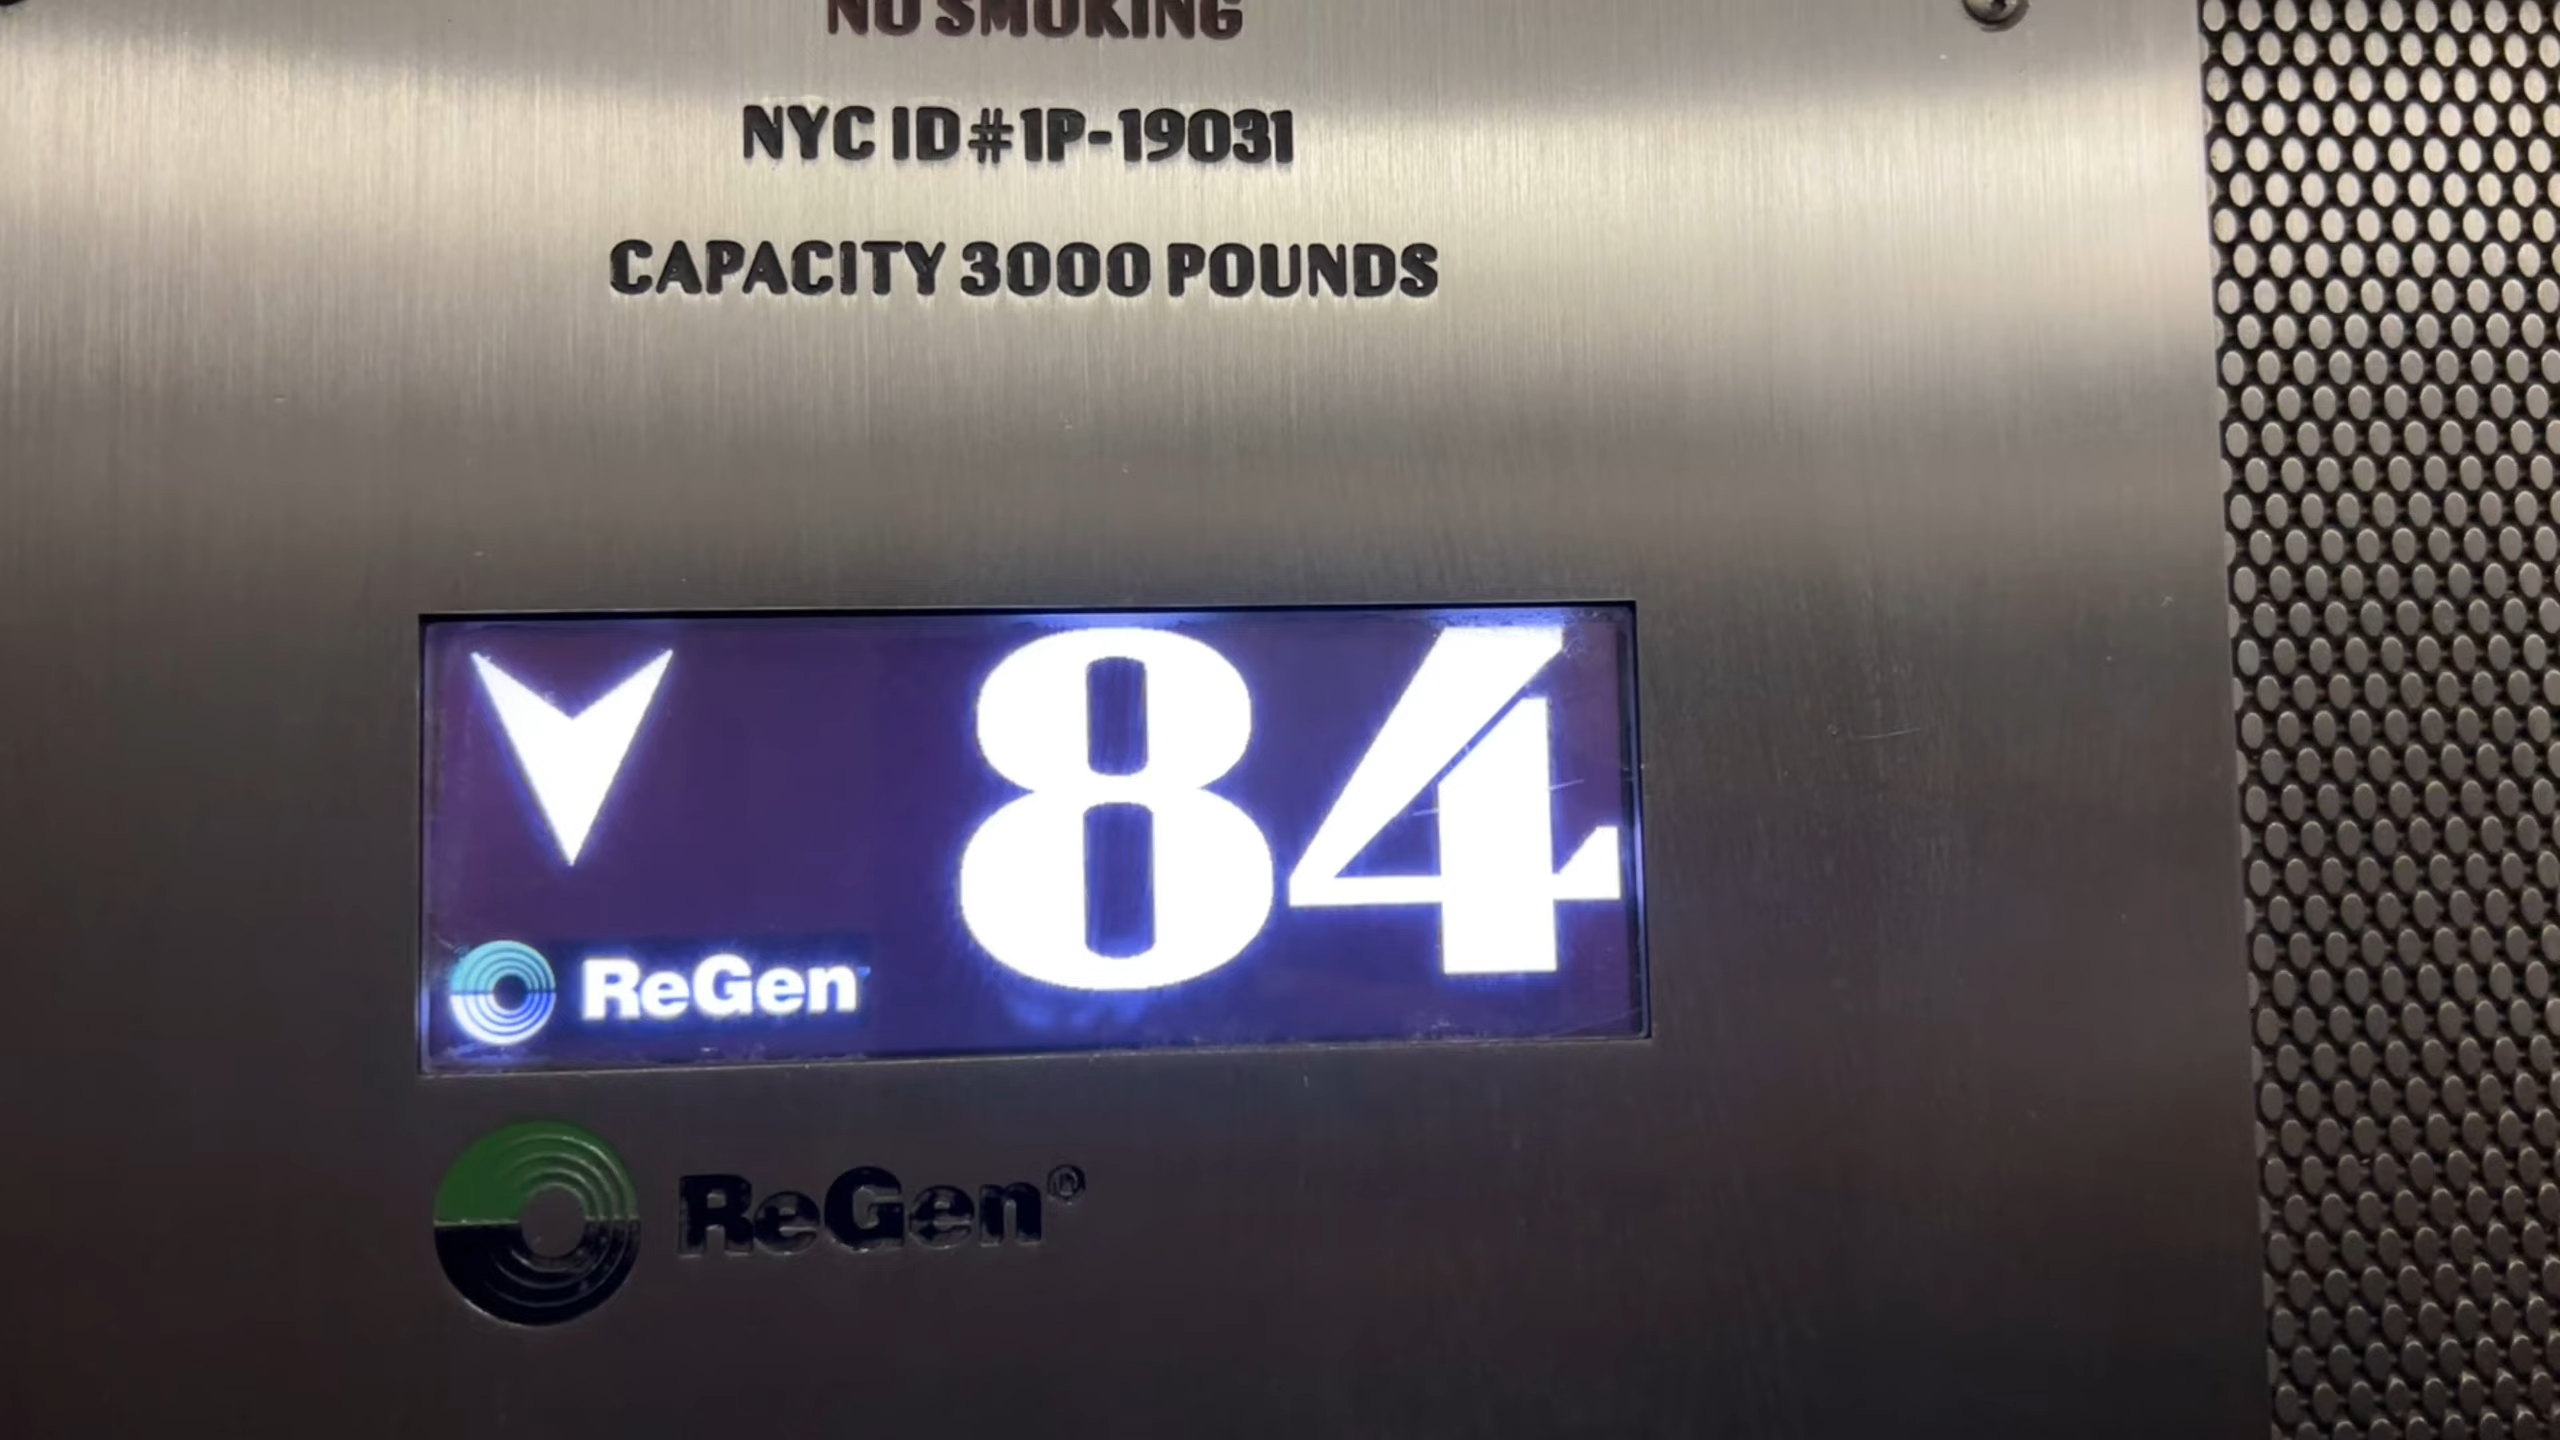 NO SMOKING
NYC ID#1P-19031
CAPACITY 3000 POUNDS
84
ReGen
ReGen®